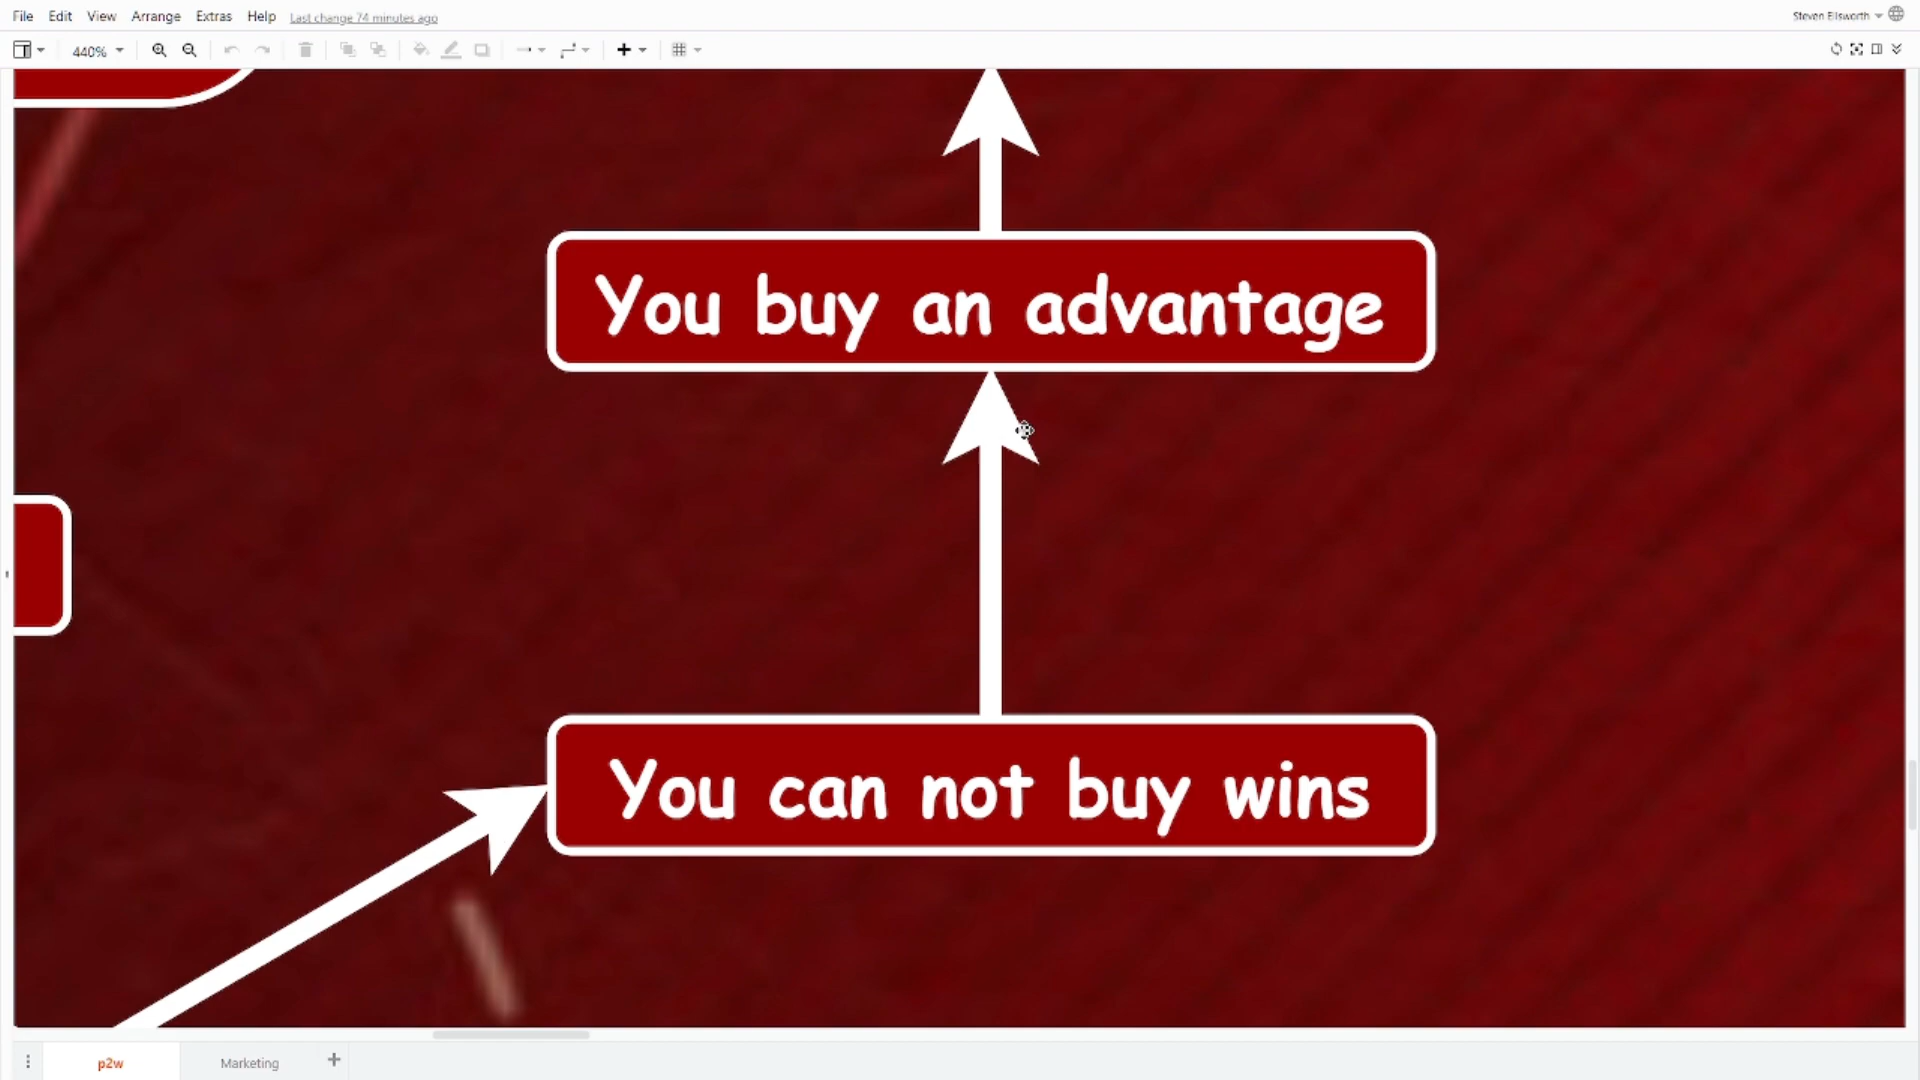 File Edit View Arrange Extras Help Last change 74 minutes ago Steven Ellsworth
440%
You buy an advantage
You can not buy wins
p2w Marketing